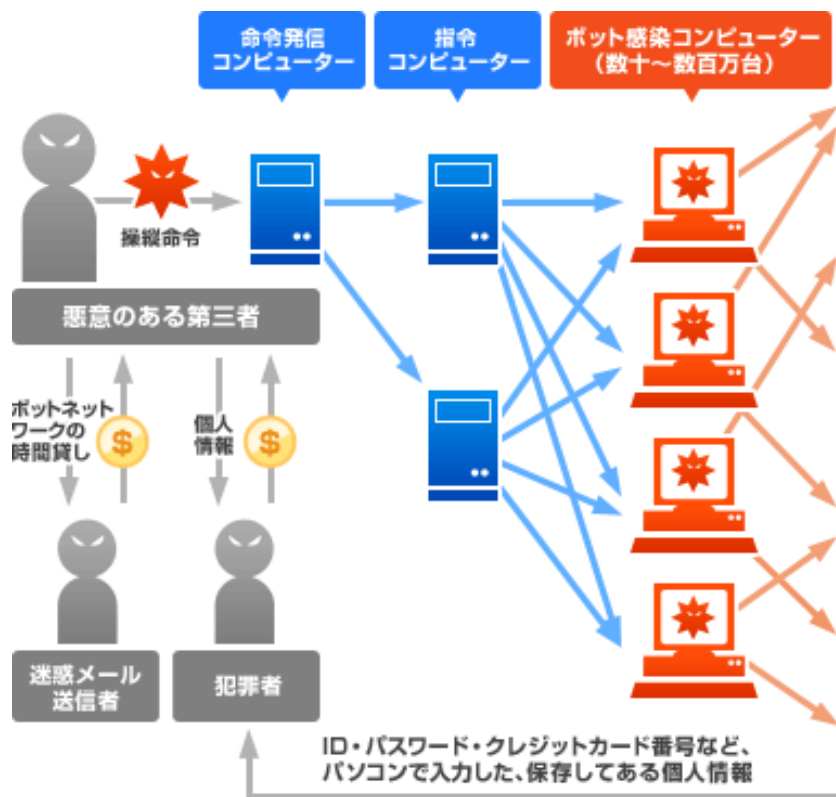 命令発信
コンピューター
指令
コンピューター
ボット感染コンピューター
（数十～数百万台）
操縦命令
悪意のある第三者
ボットネット
ワークの
時間貸し
$
個人
情報
$
迷惑メール
送信者
犯罪者
ID・パスワード・クレジットカード番号など、
パソコンで入力した、保存してある個人情報